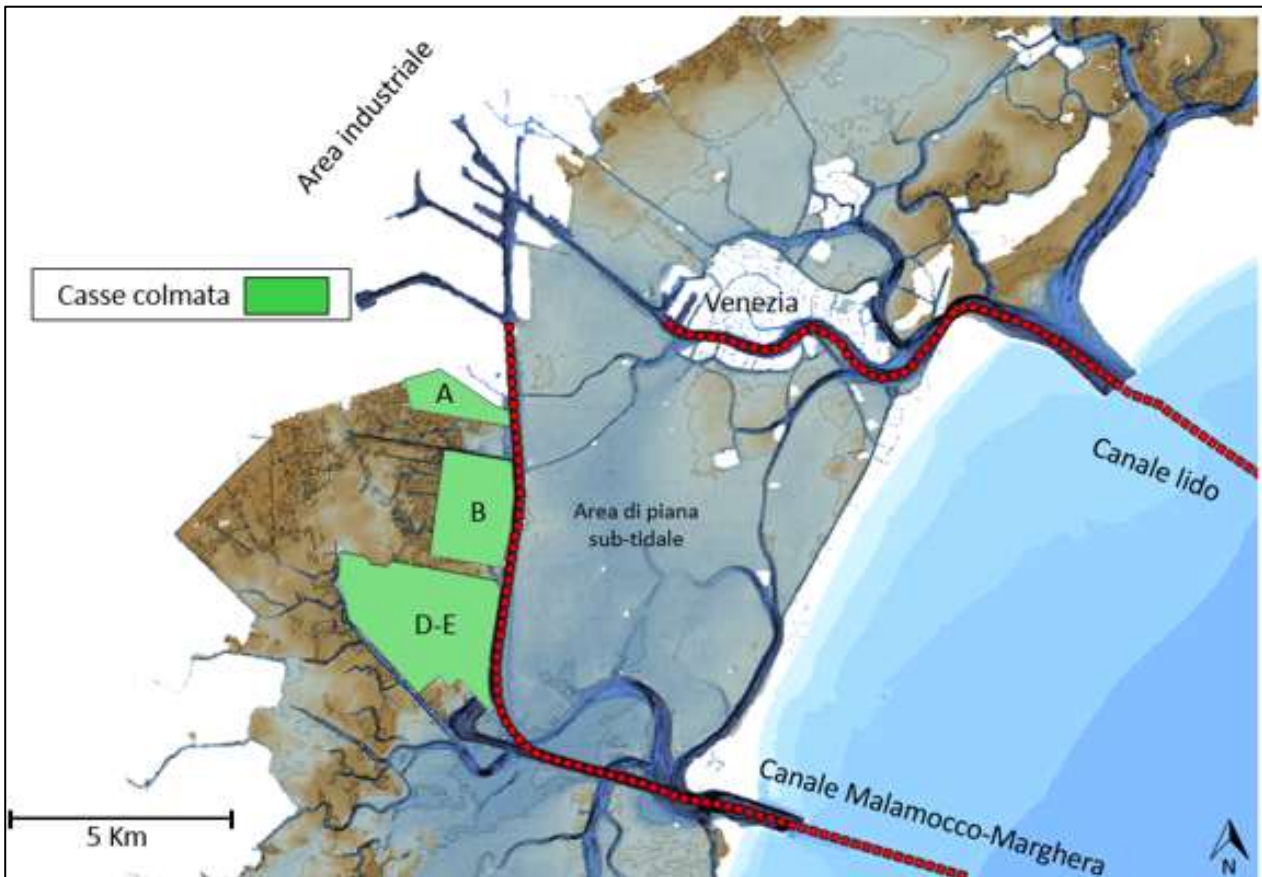 Area industriale
Casse colmata
Venezia
A
Canale lido
B
Area di piana
sub-tidale
D-E
Canale Malamocco-Marghera
5 Km
N